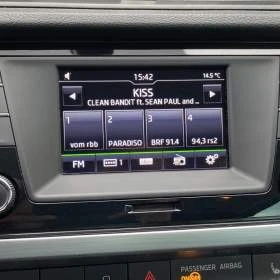 15:42
14.5 °C
KISS
CLEAN BANDIT ft. SEAN PAUL and ...
1 2 3 4
vom rbb PARADISO BRF 91.4 94,3 rs2
FM
1
PASSENGER AIRBAG
OFF